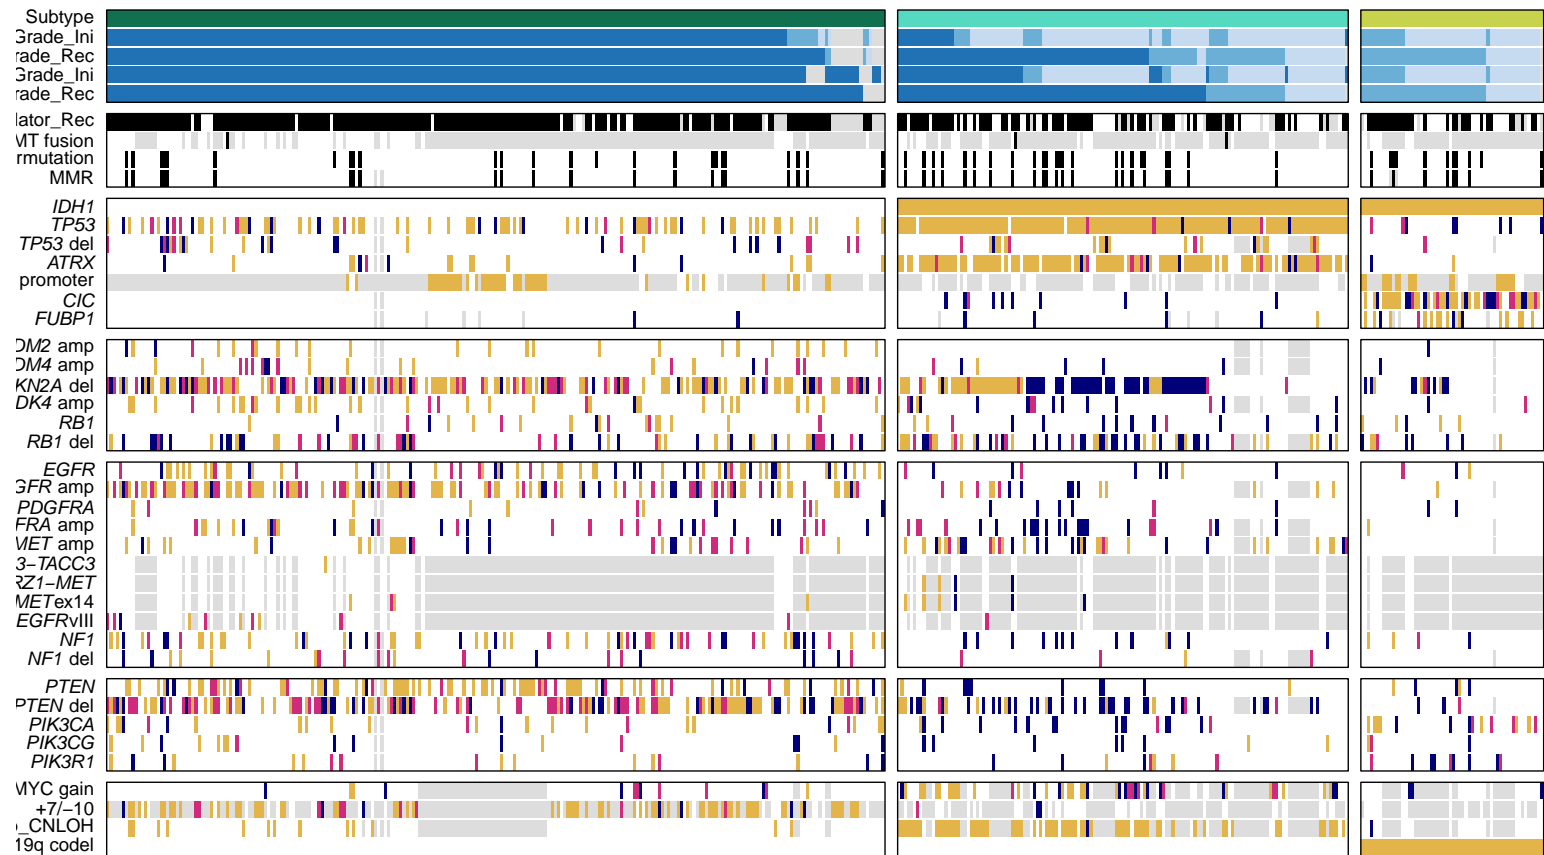 Subtype
Grade_Ini
rade_Rec
Grade_Ini
rade_Rec
lator_Rec
MT fusion
rmutation
MMR
IDH1
TP53
TP53 del
ATRX
promoter
CIC
FUBP1
DM2 amp
DM4 amp
KN2A del
DK4 amp
RB1
RB1 del
EGFR
GFR amp
PDGFRA
FRA amp
MET amp
3−TACC3
RZ1−MET
METex14
EGFRvIII
NF1
NF1 del
PTEN
PTEN del
PIK3CA
PIK3CG
PIK3R1
MYC gain
+7/−10
_CNLOH
19q codel